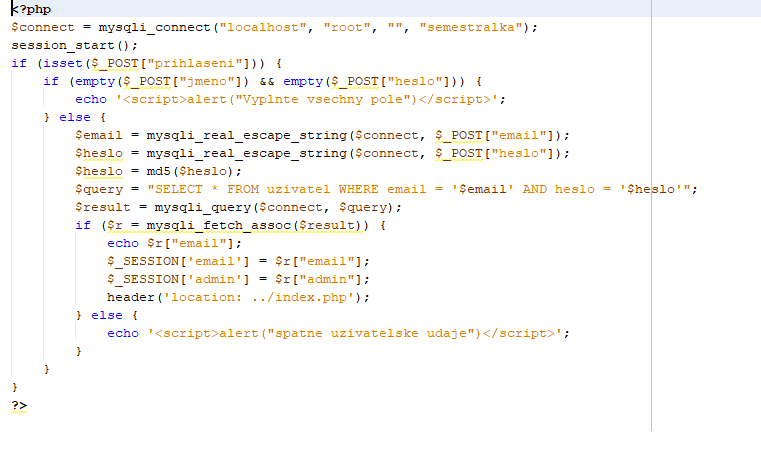 <?php
$connect = mysqli_connect("localhost", "root", "", "semestralka");
session_start();
if (isset($_POST["prihlaseni"])) {
    if (empty($_POST["jmeno"]) && empty($_POST["heslo"])) {
        echo '<script>alert("Vyplnte vsechny pole")</script>';
    } else {
        $email = mysqli_real_escape_string($connect, $_POST["email"]);
        $heslo = mysqli_real_escape_string($connect, $_POST["heslo"]);
        $heslo = md5($heslo);
        $query = "SELECT * FROM uzivatel WHERE email = '$email' AND heslo = '$heslo'";
        $result = mysqli_query($connect, $query);
        if ($r = mysqli_fetch_assoc($result)) {
            echo $r["email"];
            $_SESSION['email'] = $r["email"];
            $_SESSION['admin'] = $r["admin"];
            header('location: ../index.php');
        } else {
            echo '<script>alert("spatne uzivatelske udaje")</script>';
        }
    }
}
?>